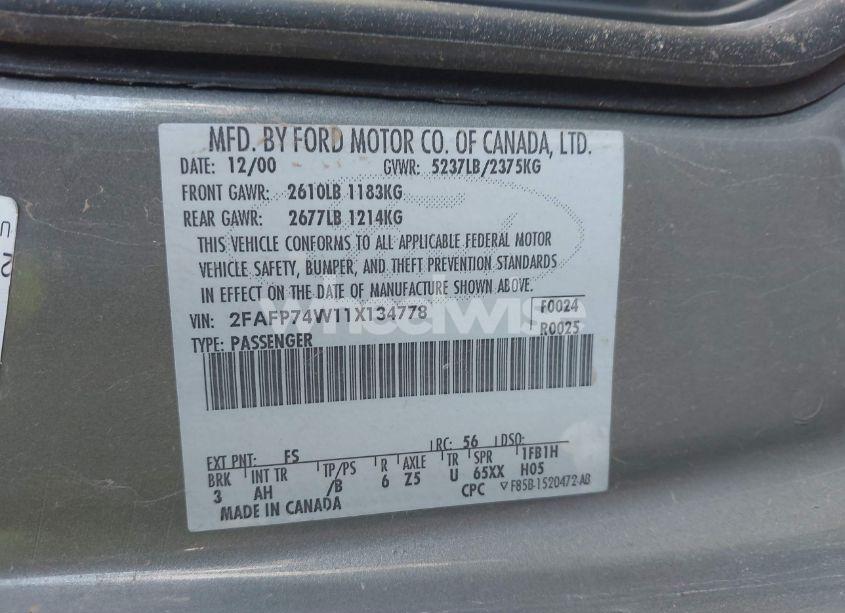 MFD. BY FORD MOTOR CO. OF CANADA, LTD.
DATE: 12/00 GVWR: 5237LB/2375KG
FRONT GAWR: 2610LB 1183KG
REAR GAWR: 2677LB 1214KG
THIS VEHICLE CONFORMS TO ALL APPLICABLE FEDERAL MOTOR
VEHICLE SAFETY, BUMPER, AND THEFT PREVENTION STANDARDS
IN EFFECT ON THE DATE OF MANUFACTURE SHOWN ABOVE.
VIN: 2FAFP74W11X134778 F0024
TYPE: PASSENGER R0025
Wheelwise
EXT PNT: FS RC: 56 DSO:
BRK INT TR TP/PS R AXLE TR SPR 1FB1H
3 AH /B 6 Z5 U 65XX H05
MADE IN CANADA CPC F85B-1520472-AB